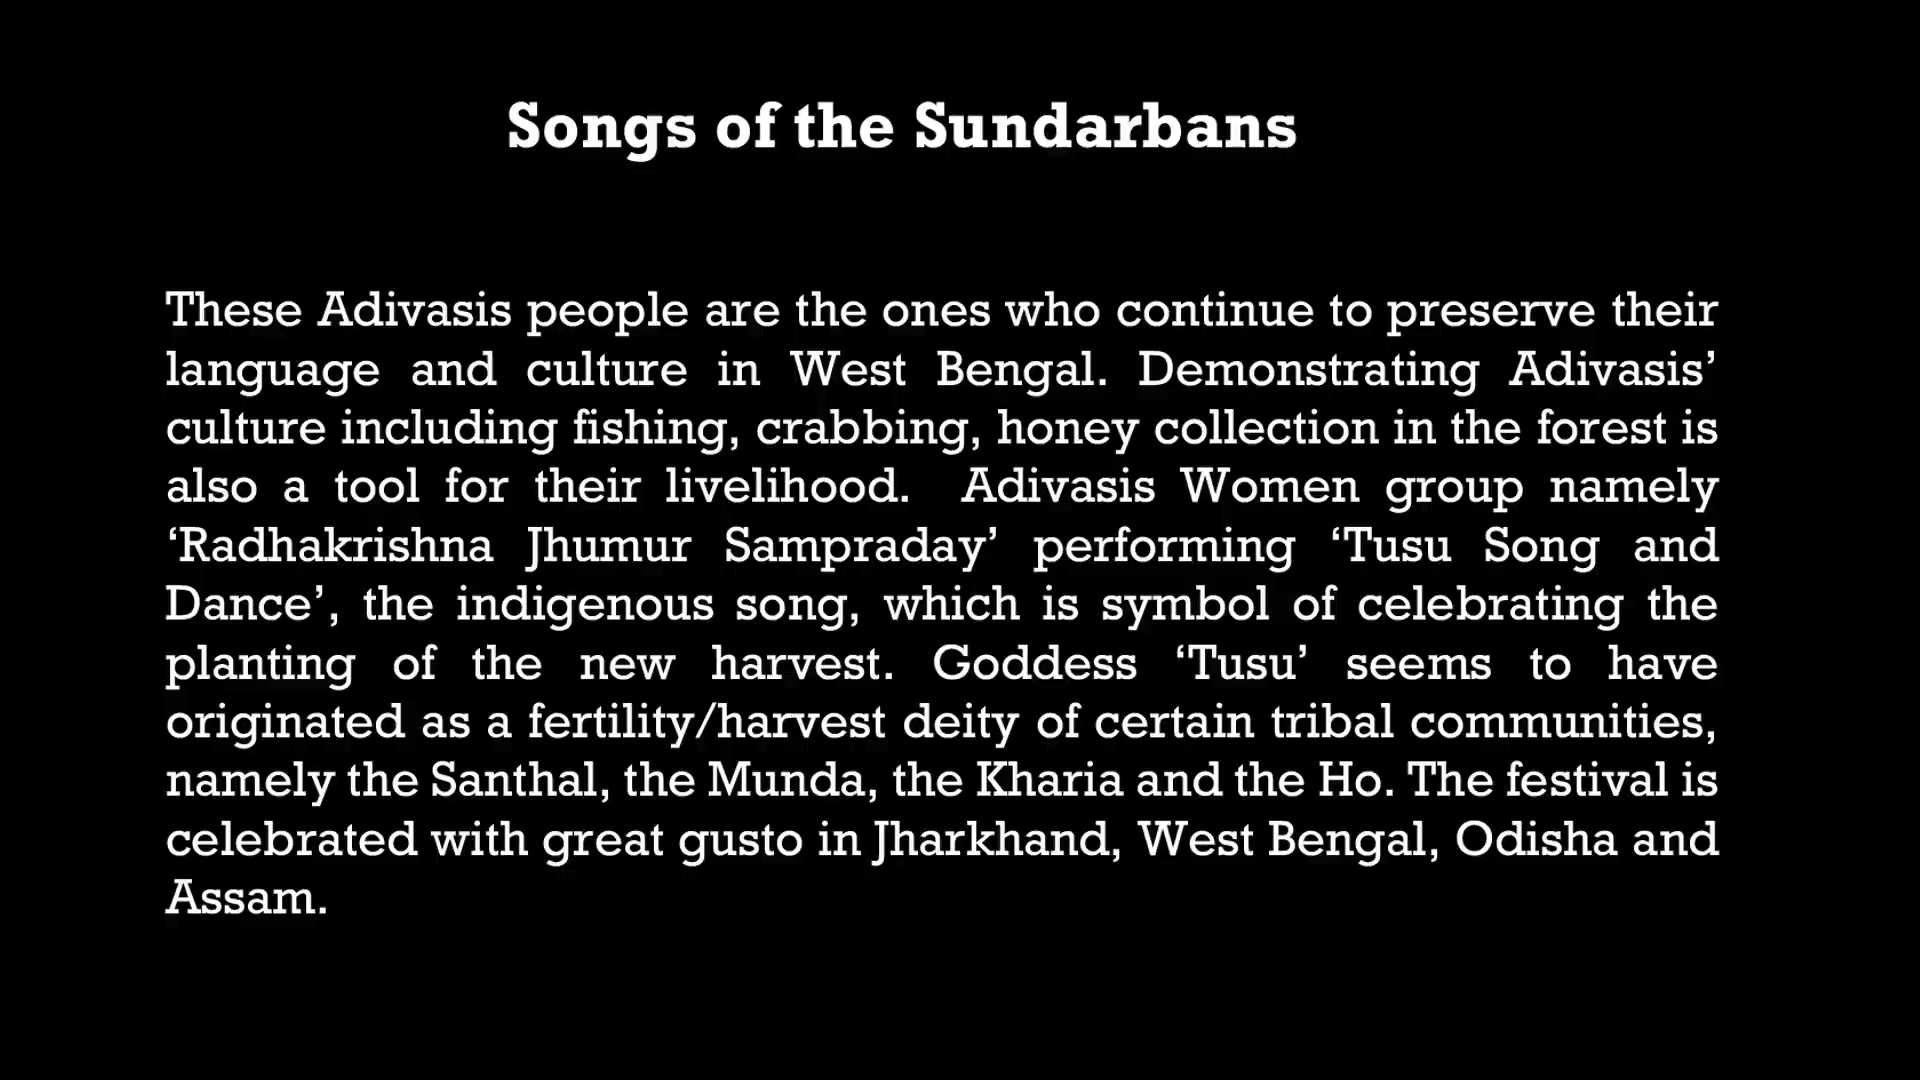 Songs of the Sundarbans
These Adivasis people are the ones who continue to preserve their
language and culture in West Bengal. Demonstrating Adivasis’
culture including fishing, crabbing, honey collection in the forest is
also a tool for their livelihood. Adivasis Women group namely
‘Radhakrishna Jhumur Sampraday’ performing ‘Tusu Song and
Dance’, the indigenous song, which is symbol of celebrating the
planting of the new harvest. Goddess ‘Tusu’ seems to have
originated as a fertility/harvest deity of certain tribal communities,
namely the Santhal, the Munda, the Kharia and the Ho. The festival is
celebrated with great gusto in Jharkhand, West Bengal, Odisha and
Assam.